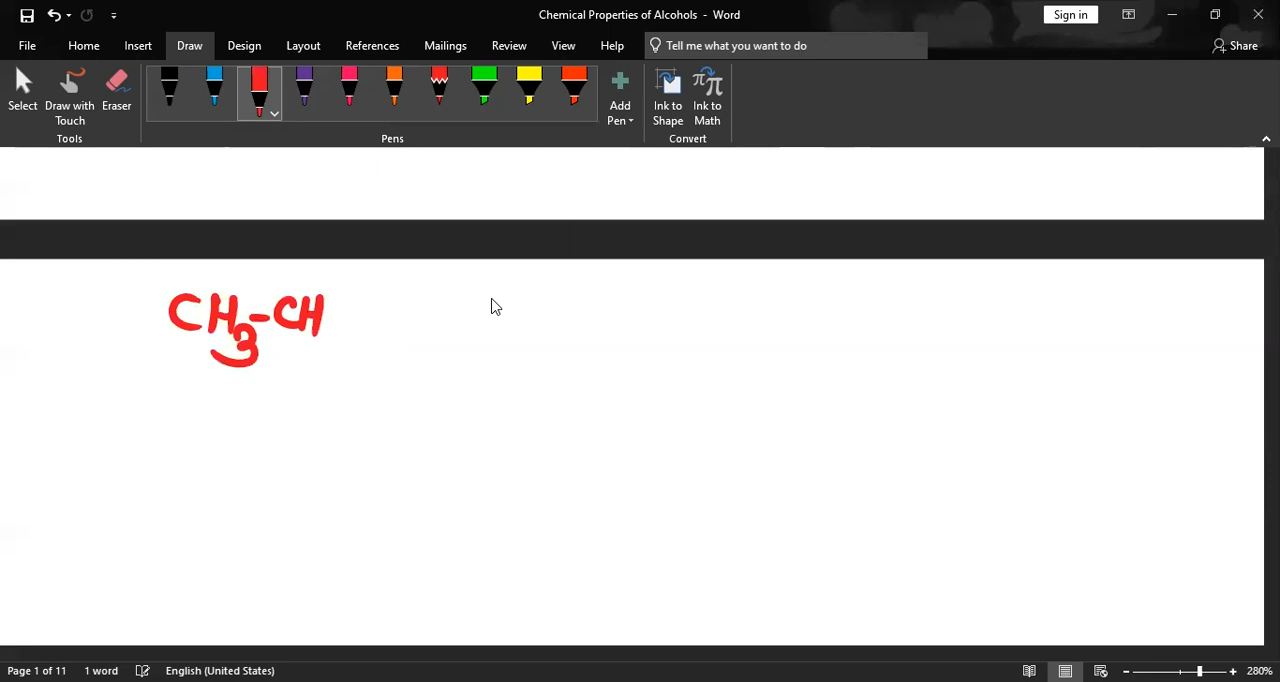 Chemical Properties of Alcohols - Word
Sign in
File Home Insert Draw Design Layout References Mailings Review View Help Tell me what you want to do Share
Select Draw with Touch Eraser Add Pen Ink to Shape Ink to Math
Tools Pens Convert
CH3-CH
Page 1 of 11 1 word English (United States) 280%